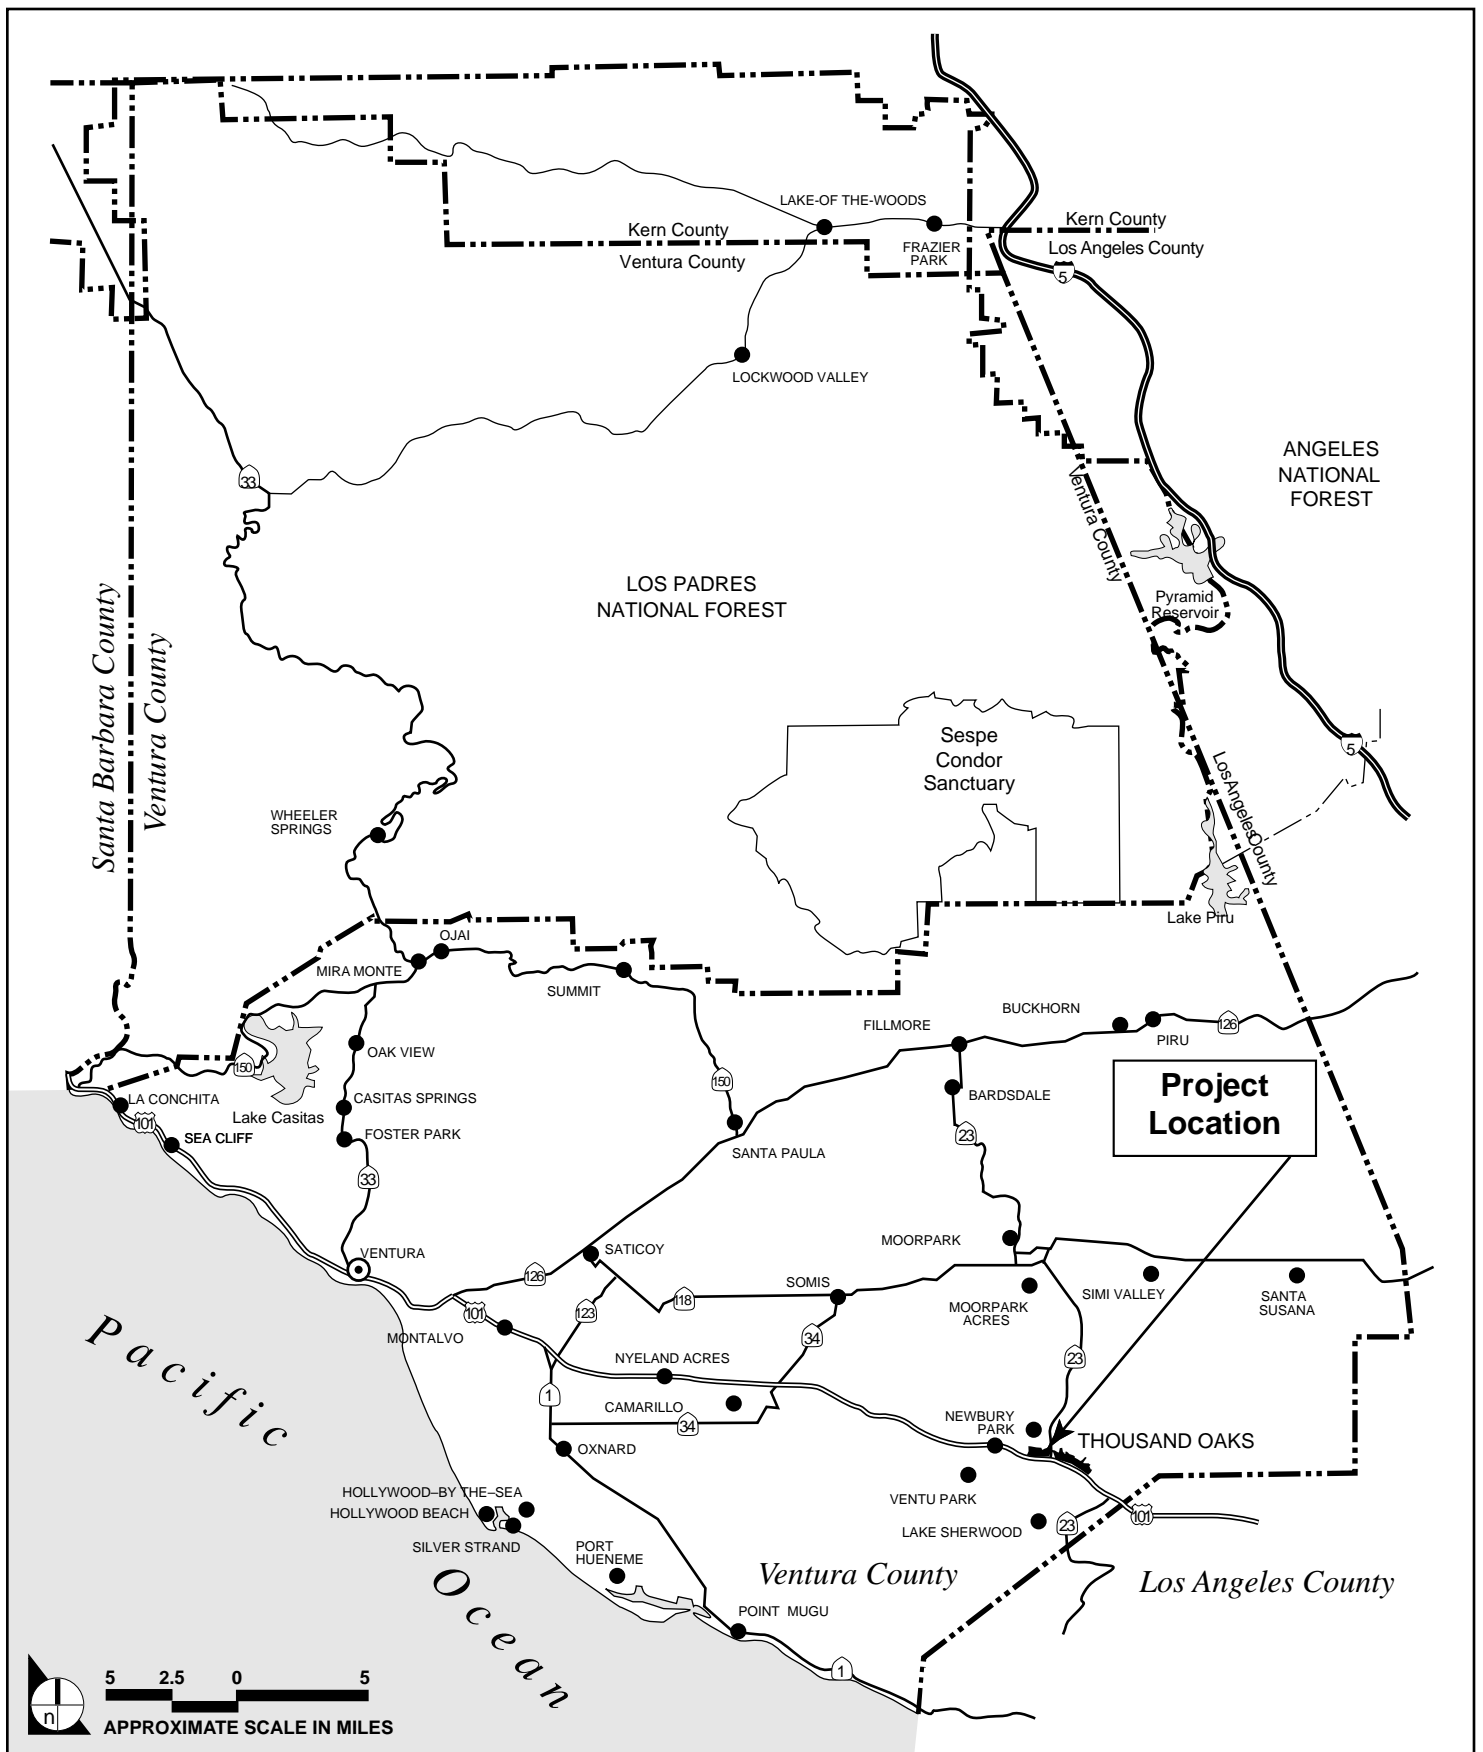 LAKE-OF THE-WOODS
Kern County
Kern County
FRAZIER
PARK
Los Angeles County
Ventura County
5
LOCKWOOD VALLEY
ANGELES
NATIONAL
FOREST
33
Ventura County
LOS PADRES
NATIONAL FOREST
Pyramid
Reservoir
Santa Barbara County
Ventura County
Sespe
Condor
Sanctuary
5
Los Angeles County
WHEELER
SPRINGS
Lake Piru
OJAI
MIRA MONTE
SUMMIT
BUCKHORN
FILLMORE
PIRU
126
OAK VIEW
150
150
BARDSDALE
Project
Location
LA CONCHITA
CASITAS SPRINGS
Lake Casitas
101
SEA CLIFF
FOSTER PARK
23
SANTA PAULA
33
MOORPARK
VENTURA
SATICOY
126
SOMIS
118
123
101
MOORPARK
ACRES
SIMI VALLEY
SANTA
SUSANA
MONTALVO
34
23
NYELAND ACRES
1
CAMARILLO
34
NEWBURY
PARK
THOUSAND OAKS
OXNARD
VENTU PARK
HOLLYWOOD–BY THE–SEA
HOLLYWOOD BEACH
LAKE SHERWOOD
23
101
SILVER STRAND
PORT
HUENEME
Pacific
Ocean
Ventura County
Los Angeles County
POINT MUGU
1
5 2.5 0 5
n
APPROXIMATE SCALE IN MILES